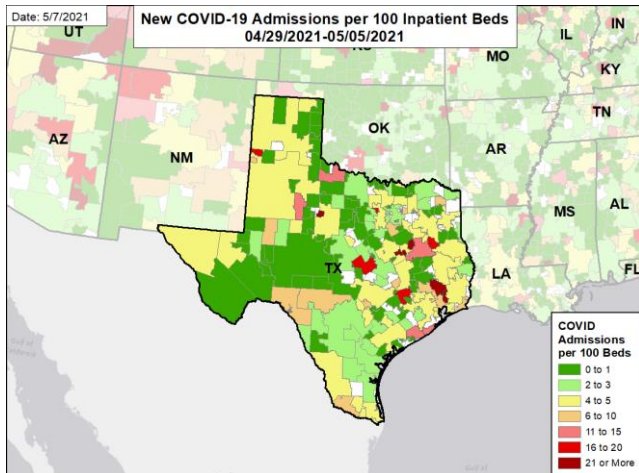 Date: 5/7/2021
New COVID-19 Admissions per 100 Inpatient Beds
04/29/2021-05/05/2021
UT
IL
IN
MO
KY
TN
AZ
NM
OK
AR
MS
AL
TX
LA
FL
COVID
Admissions
per 100 Beds
0 to 1
2 to 3
4 to 5
6 to 10
11 to 15
16 to 20
21 or More